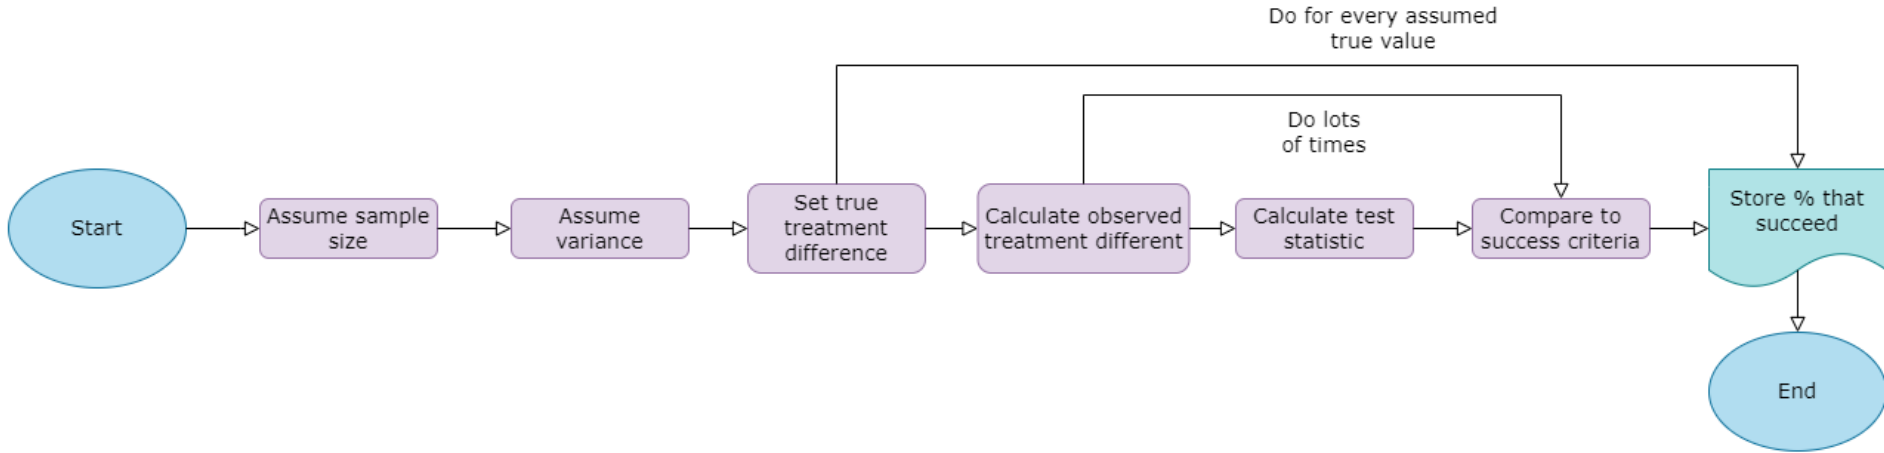 Do for every assumed
true value
Do lots
of times
Start
Assume sample
size
Assume
variance
Set true
treatment
difference
Calculate observed
treatment different
Calculate test
statistic
Compare to
success criteria
Store % that
succeed
End